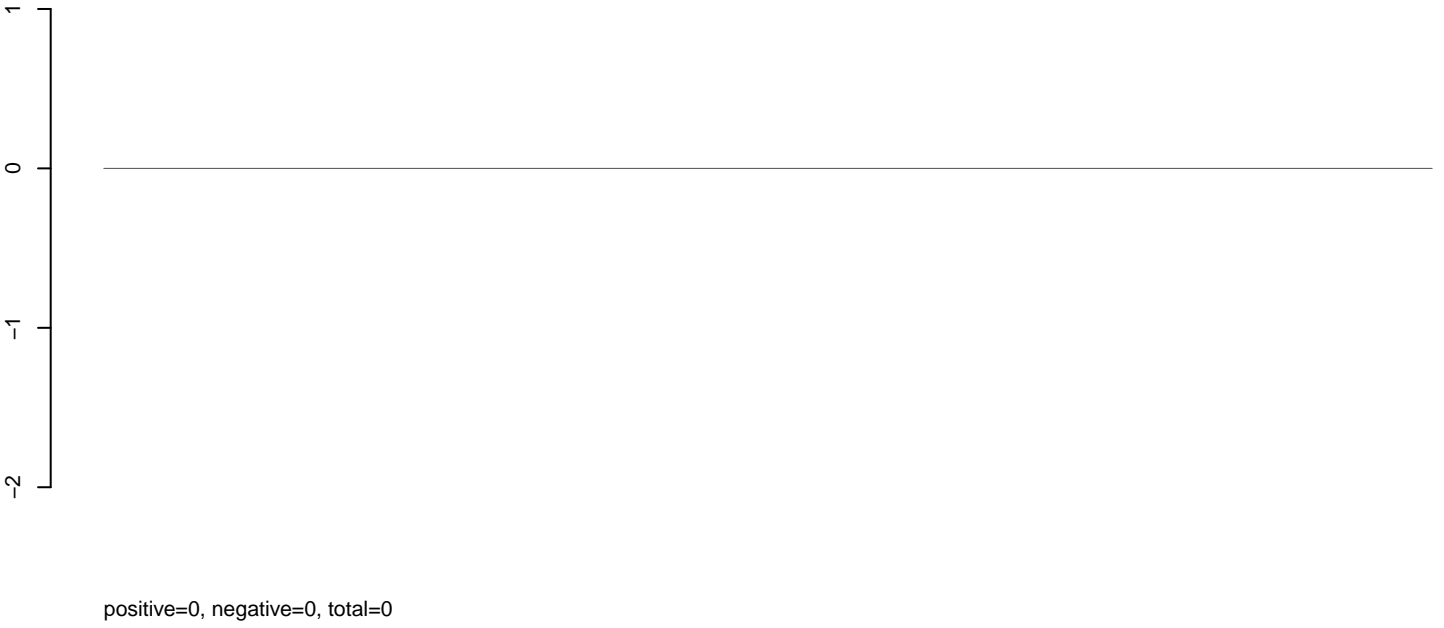 1
0
−1
−2
positive=0, negative=0, total=0